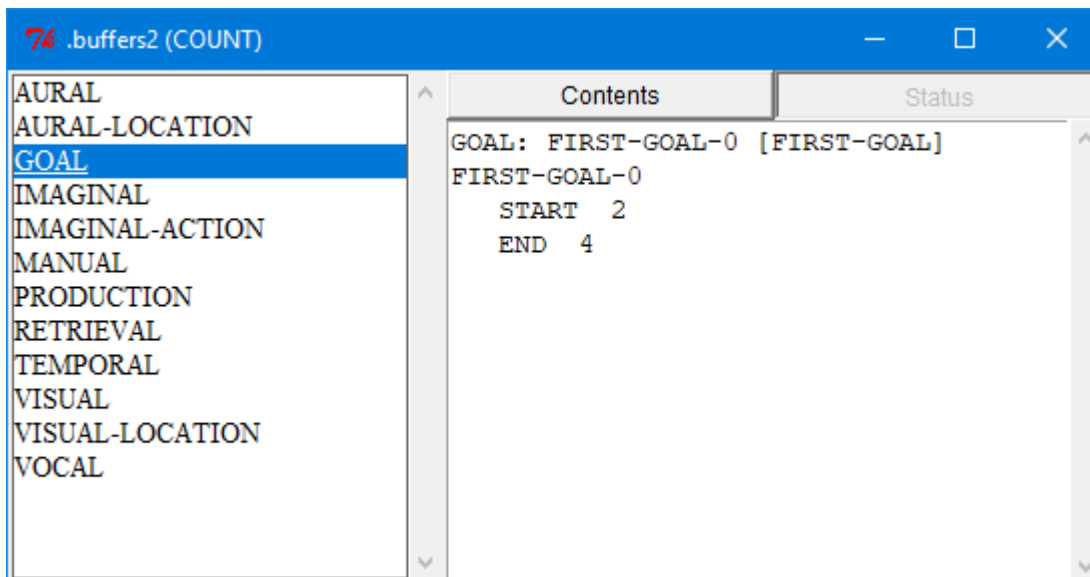 .buffers2 (COUNT)
AURAL
AURAL-LOCATION
GOAL
IMAGINAL
IMAGINAL-ACTION
MANUAL
PRODUCTION
RETRIEVAL
TEMPORAL
VISUAL
VISUAL-LOCATION
VOCAL
Contents
Status
GOAL: FIRST-GOAL-0 [FIRST-GOAL]
FIRST-GOAL-0
START 2
END 4